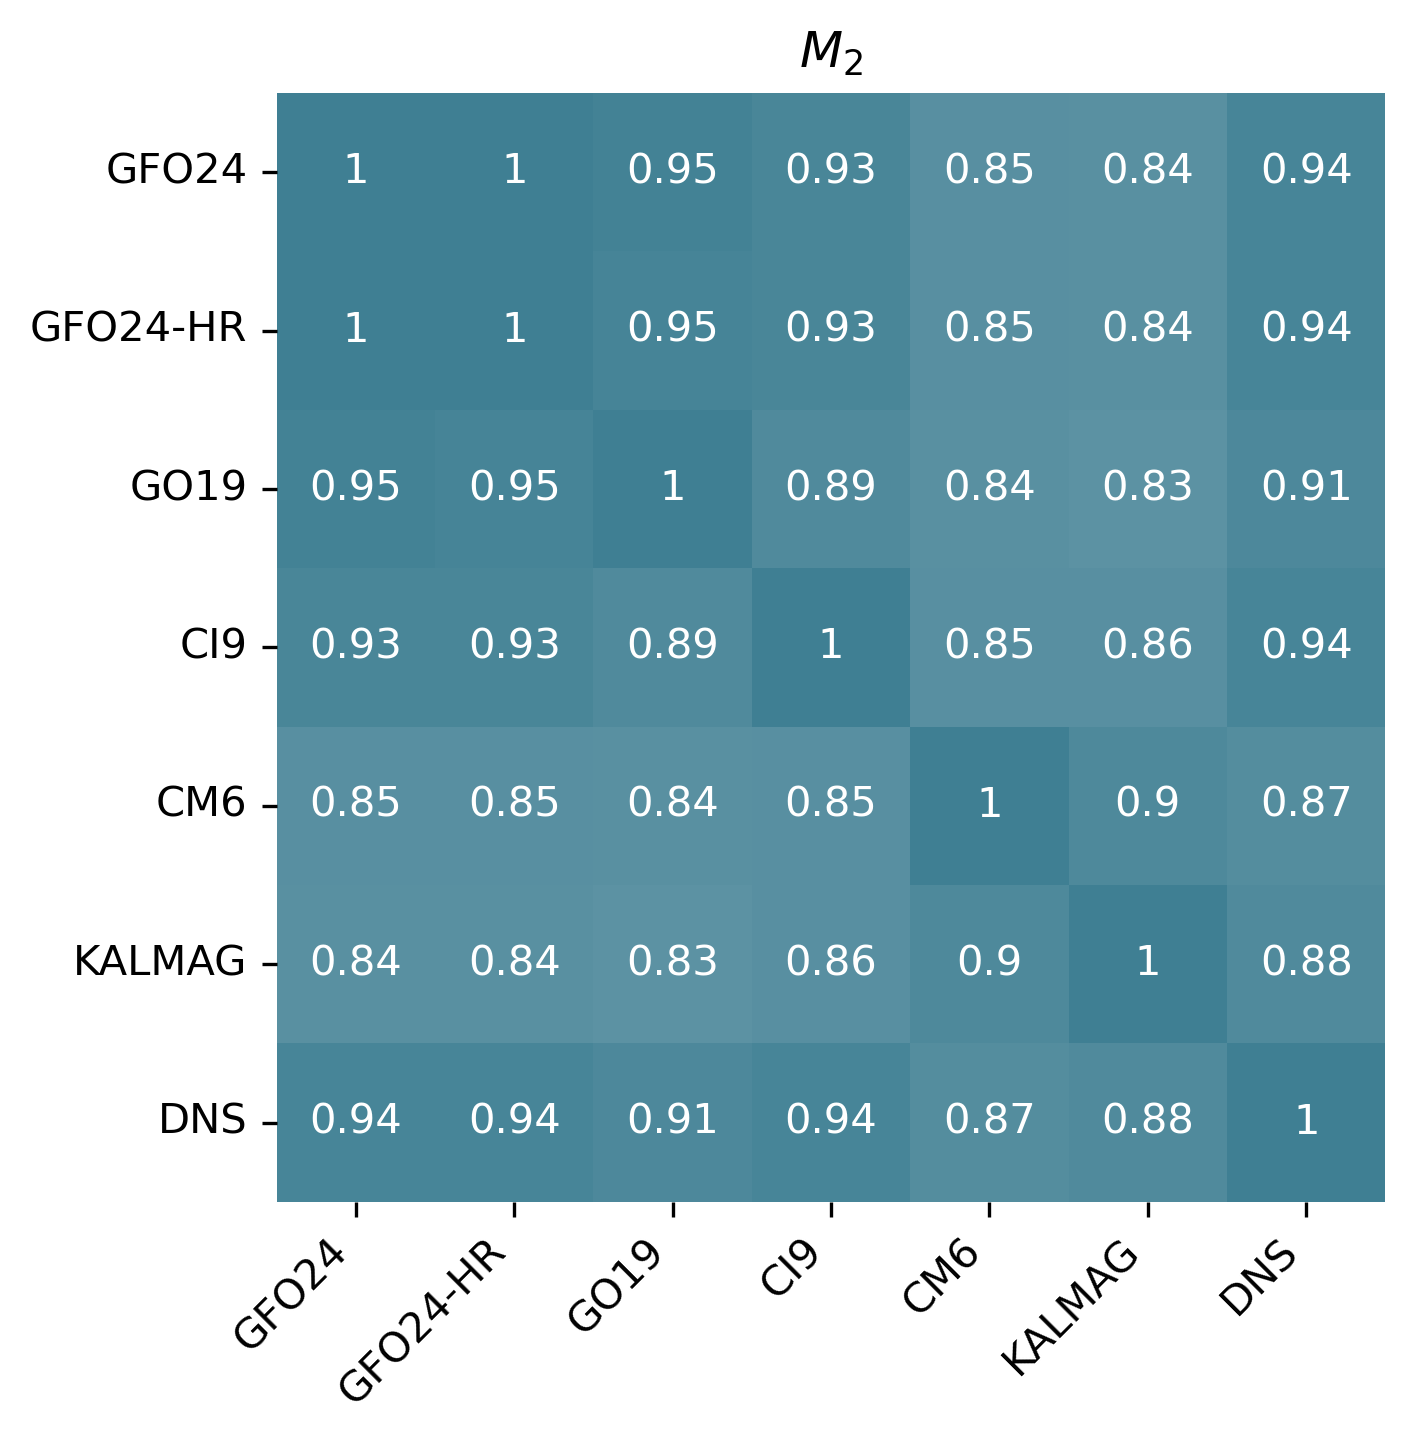 M₂
GFO24 1 1 0.95 0.93 0.85 0.84 0.94
GFO24-HR 1 1 0.95 0.93 0.85 0.84 0.94
GO19 0.95 0.95 1 0.89 0.84 0.83 0.91
CI9 0.93 0.93 0.89 1 0.85 0.86 0.94
CM6 0.85 0.85 0.84 0.85 1 0.9 0.87
KALMAG 0.84 0.84 0.83 0.86 0.9 1 0.88
DNS 0.94 0.94 0.91 0.94 0.87 0.88 1
GFO24 GFO24-HR GO19 CI9 CM6 KALMAG DNS